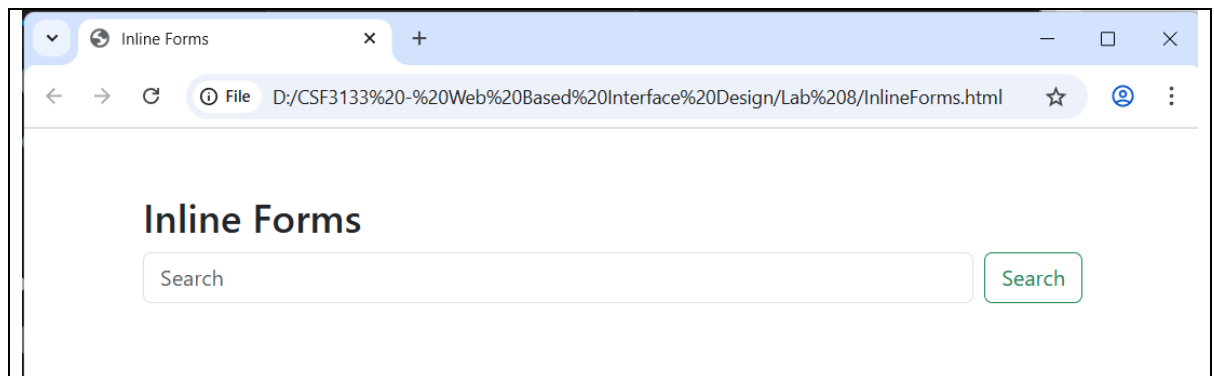 Inline Forms
File D:/CSF3133%20-%20Web%20Based%20Interface%20Design/Lab%208/InlineForms.html
Inline Forms
Search Search